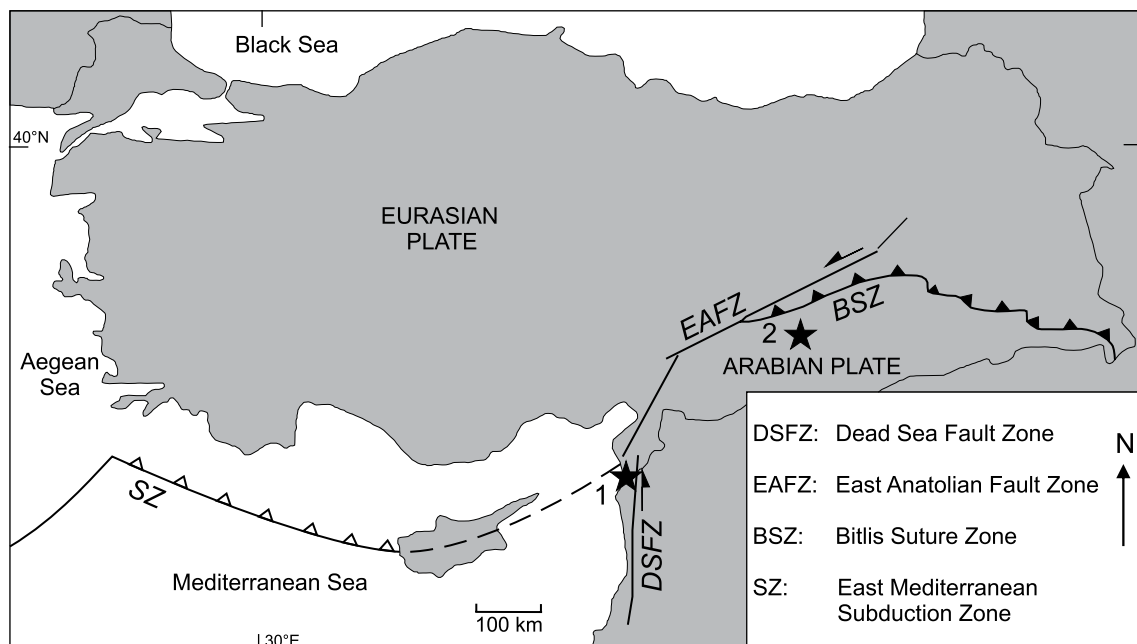 Black Sea
40°N
EURASIAN
PLATE
EAFZ
BSZ
2
Aegean
Sea
ARABIAN PLATE
SZ
1
DSFZ
Mediterranean Sea
100 km
30°E
DSFZ: Dead Sea Fault Zone
EAFZ: East Anatolian Fault Zone
BSZ: Bitlis Suture Zone
SZ: East Mediterranean
Subduction Zone
N